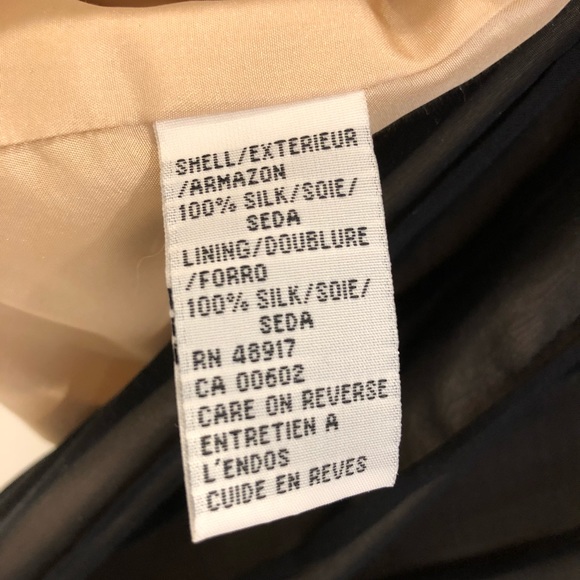 SHELL/EXTERIEUR
/ARMAZON
100% SILK/SOIE/
SEDA
LINING/DOUBLURE
/FORRO
100% SILK/SOIE/
SEDA
RN 48917
CA 00602
CARE ON REVERSE
ENTRETIEN A
L'ENDOS
CUIDE EN REVES